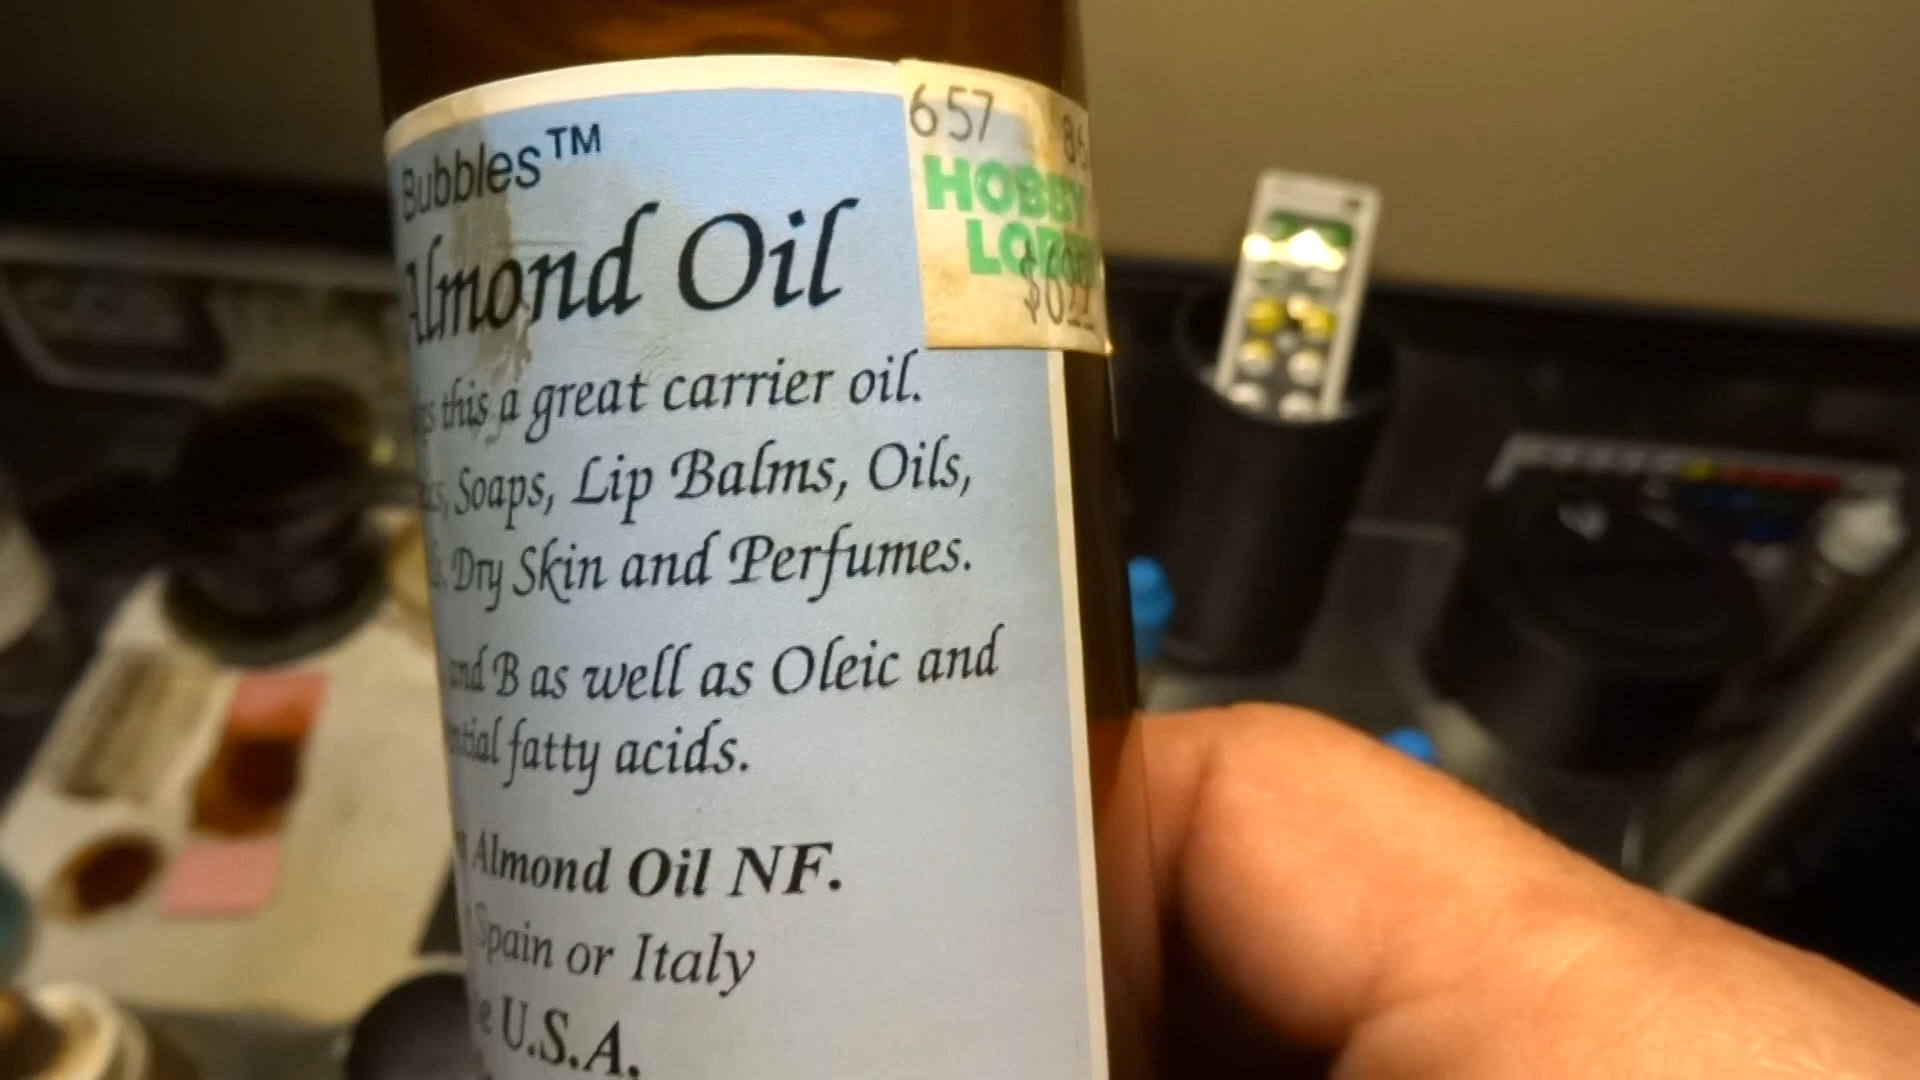 Bubbles™
Almond Oil
this a great carrier oil.
Soaps, Lip Balms, Oils,
Dry Skin and Perfumes.
and B as well as Oleic and
fatty acids.
Almond Oil NF.
Spain or Italy
U.S.A.
657
HOBBY
LOBBY